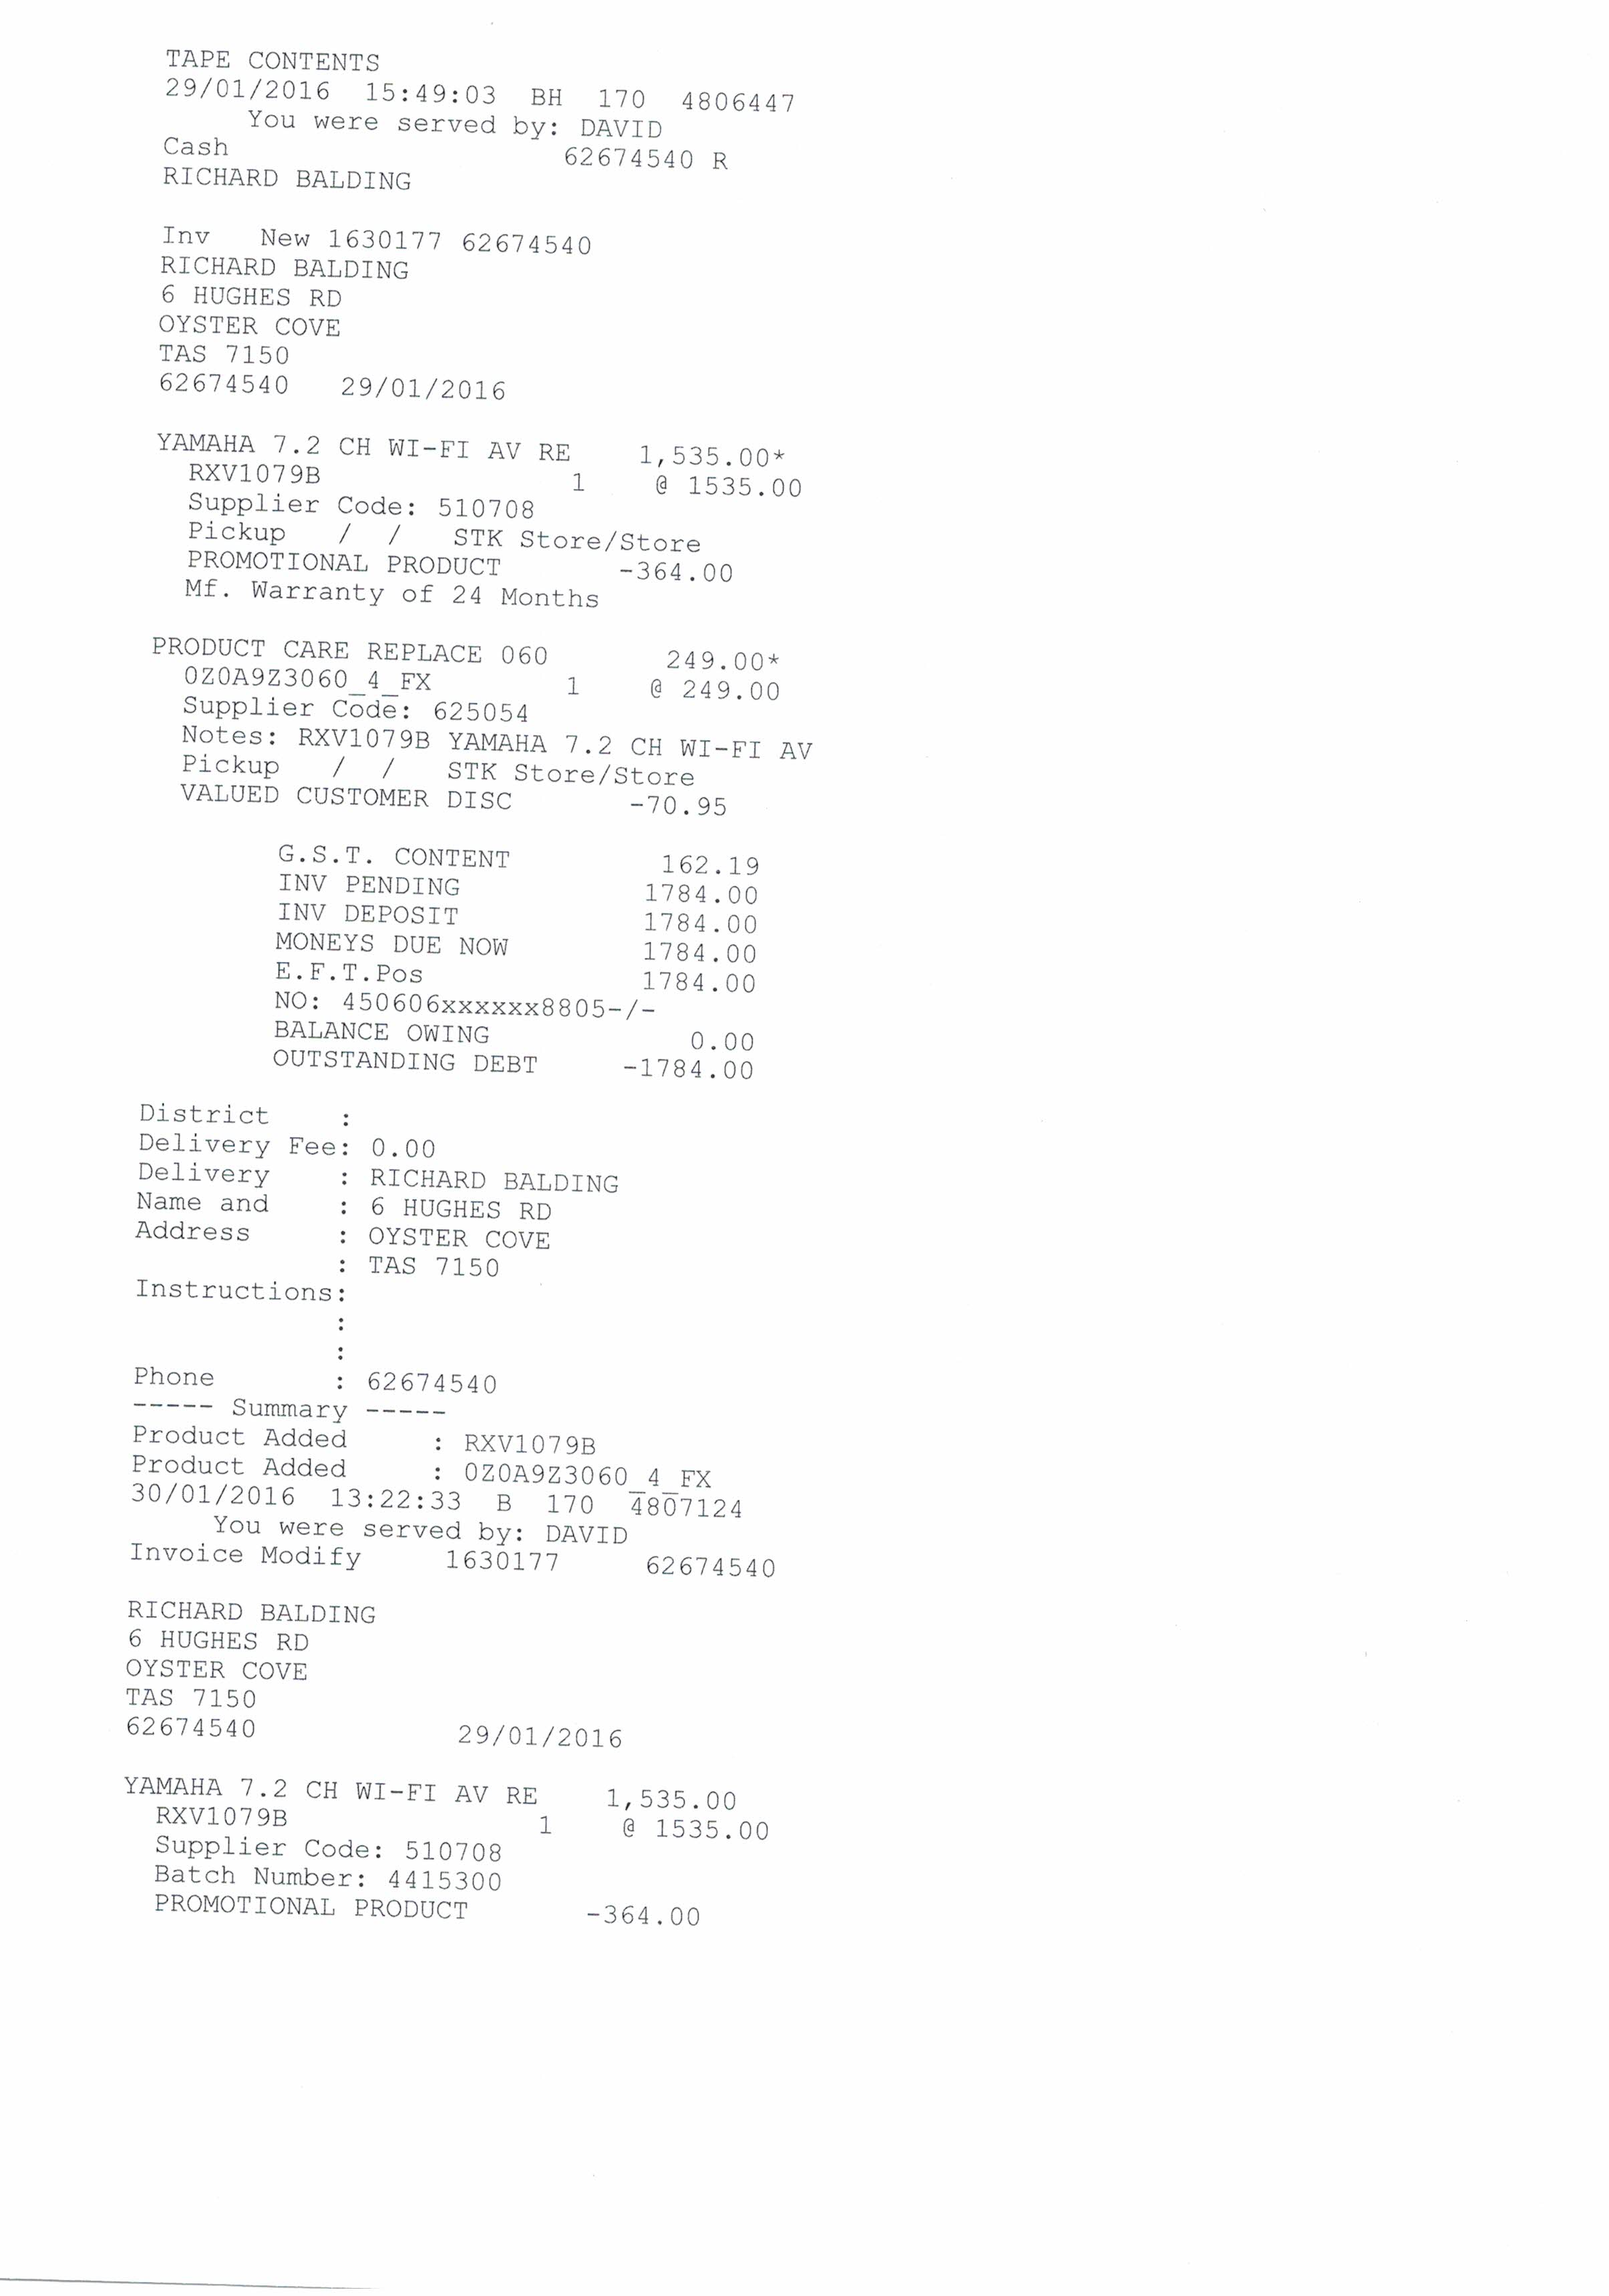 TAPE CONTENTS
29/01/2016 15:49:03 BH 170 4806447
You were served by: DAVID
Cash 62674540 R
RICHARD BALDING
Inv New 1630177 62674540
RICHARD BALDING
6 HUGHES RD
OYSTER COVE
TAS 7150
62674540 29/01/2016
YAMAHA 7.2 CH WI-FI AV RE 1,535.00*
RXV1079B 1 @ 1535.00
Supplier Code: 510708
Pickup / / STK Store/Store
PROMOTIONAL PRODUCT -364.00
Mf. Warranty of 24 Months
PRODUCT CARE REPLACE 060 249.00*
0Z0A9Z3060_4_FX 1 @ 249.00
Supplier Code: 625054
Notes: RXV1079B YAMAHA 7.2 CH WI-FI AV
Pickup / / STK Store/Store
VALUED CUSTOMER DISC -70.95
G.S.T. CONTENT 162.19
INV PENDING 1784.00
INV DEPOSIT 1784.00
MONEYS DUE NOW 1784.00
E.F.T.Pos 1784.00
NO: 450606xxxxxx8805-/-
BALANCE OWING 0.00
OUTSTANDING DEBT -1784.00
District :
Delivery Fee: 0.00
Delivery : RICHARD BALDING
Name and : 6 HUGHES RD
Address : OYSTER COVE
: TAS 7150
Instructions:
:
:
Phone : 62674540
----- Summary -----
Product Added : RXV1079B
Product Added : 0Z0A9Z3060_4_FX
30/01/2016 13:22:33 B 170 4807124
You were served by: DAVID
Invoice Modify 1630177 62674540
RICHARD BALDING
6 HUGHES RD
OYSTER COVE
TAS 7150
62674540 29/01/2016
YAMAHA 7.2 CH WI-FI AV RE 1,535.00
RXV1079B 1 @ 1535.00
Supplier Code: 510708
Batch Number: 4415300
PROMOTIONAL PRODUCT -364.00